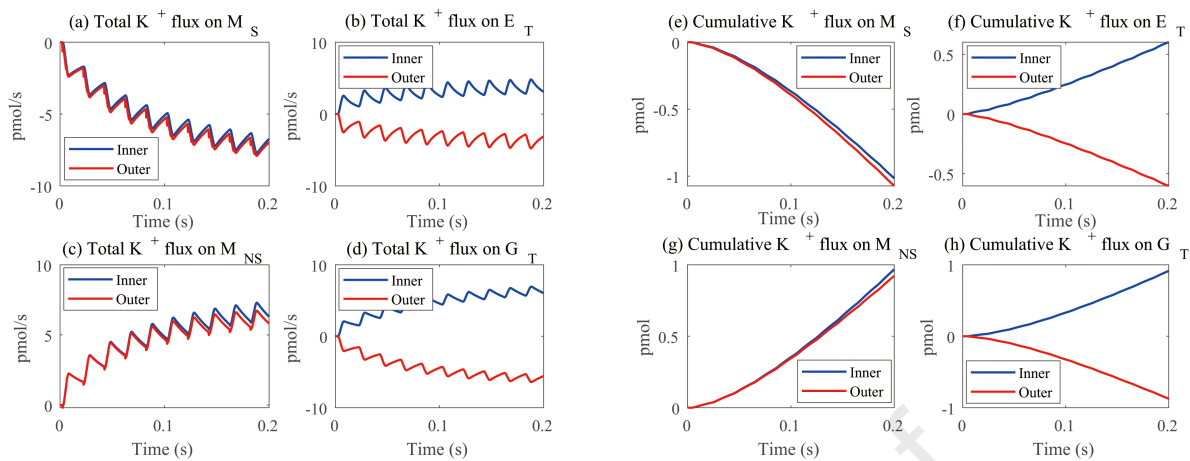 (a) Total K + flux on M S
0
-5
-10
pmol/s
Inner
Outer
0 0.1 0.2
Time (s)
(b) Total K + flux on E T
10
0
-10
Inner
Outer
0 0.1 0.2
Time (s)
(c) Total K + flux on M NS
10
5
0
pmol/s
Inner
Outer
0 0.1 0.2
Time (s)
(d) Total K + flux on G T
10
0
-10
Inner
Outer
0 0.1 0.2
Time (s)
(e) Cumulative K + flux on M S
0
-0.5
-1
pmol
Inner
Outer
0 0.1 0.2
Time (s)
(f) Cumulative K + flux on E T
0.5
0
-0.5
Inner
Outer
0 0.1 0.2
Time (s)
(g) Cumulative K + flux on M NS
1
0.5
0
pmol
Inner
Outer
0 0.1 0.2
Time (s)
(h) Cumulative K + flux on G T
1
0
-1
Inner
Outer
0 0.1 0.2
Time (s)
f